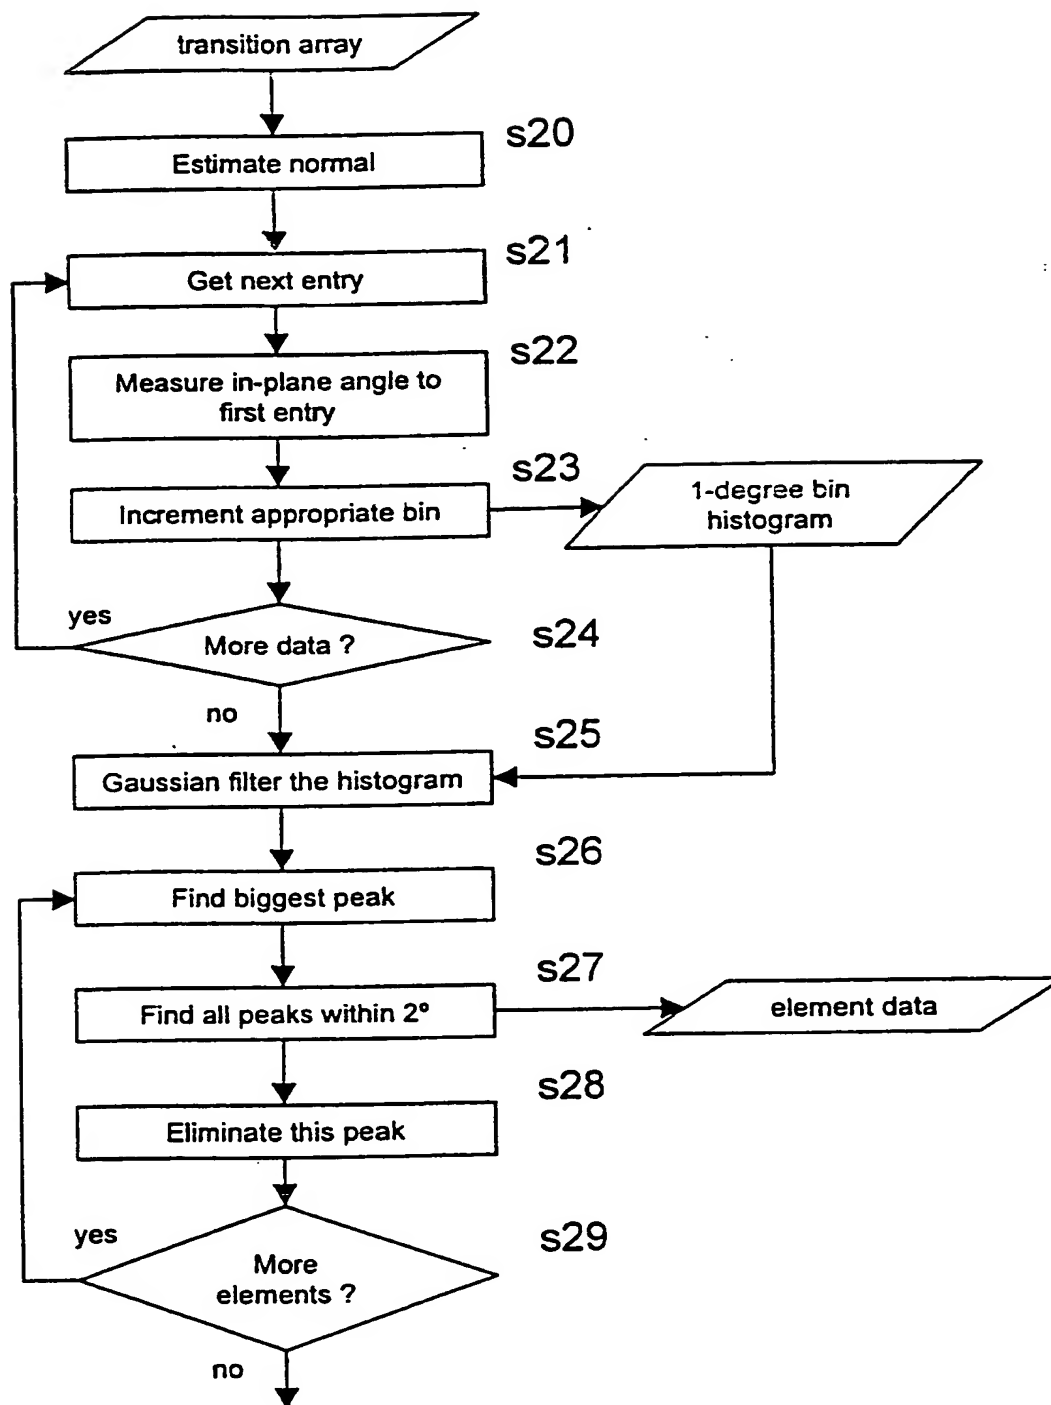 transition array
s20
Estimate normal
s21
Get next entry
s22
Measure in-plane angle to
first entry
s23
Increment appropriate bin
1-degree bin
histogram
yes
More data ?
s24
no
s25
Gaussian filter the histogram
s26
Find biggest peak
s27
Find all peaks within 2º
element data
s28
Eliminate this peak
yes
s29
More
elements ?
no